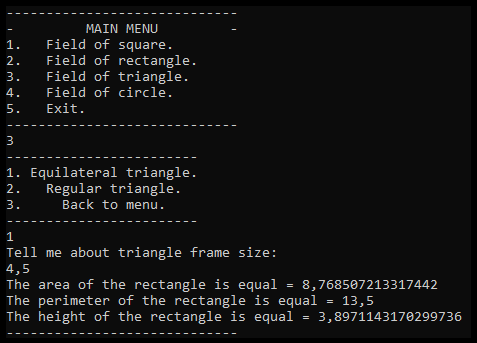 -----------------------------
-         MAIN MENU         -
1.   Field of square.
2.   Field of rectangle.
3.   Field of triangle.
4.   Field of circle.
5.   Exit.
-----------------------------
3
------------------------
1. Equilateral triangle.
2.   Regular triangle.
3.     Back to menu.
------------------------
1
Tell me about triangle frame size:
4,5
The area of the rectangle is equal = 8,768507213317442
The perimeter of the rectangle is equal = 13,5
The height of the rectangle is equal = 3,8971143170299736
-----------------------------